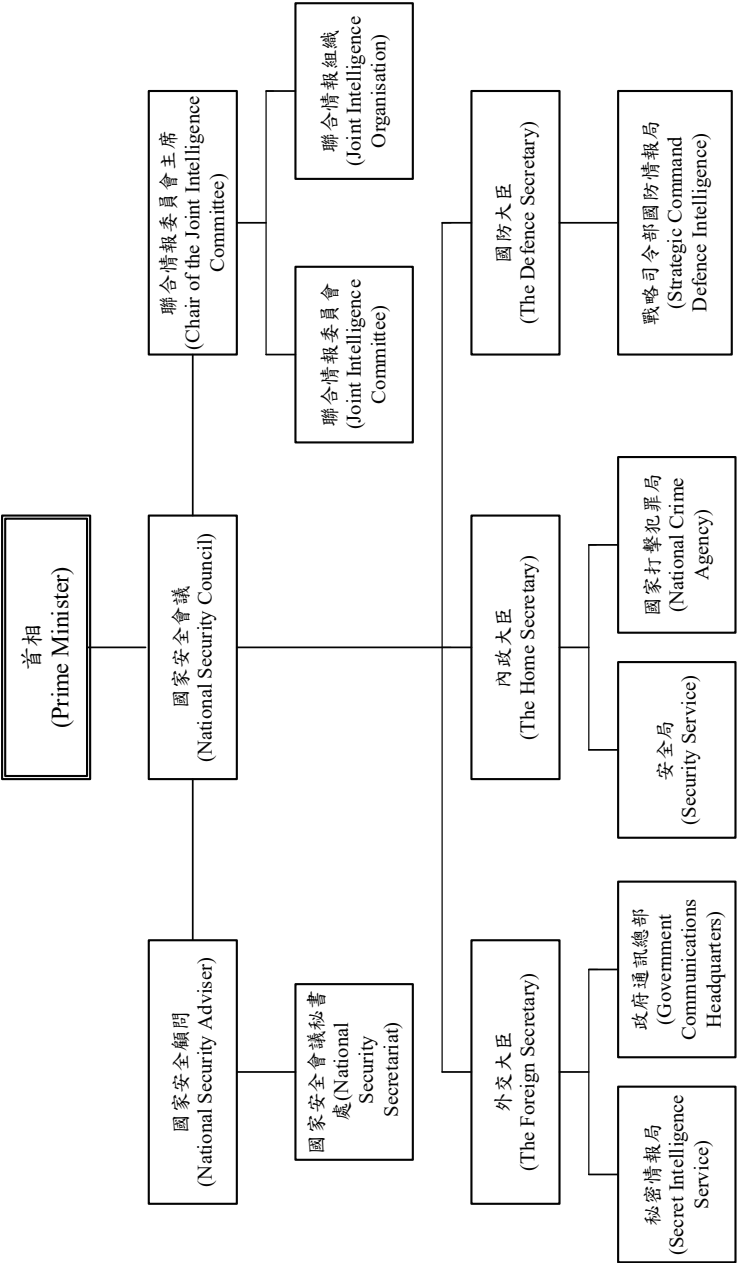 首相
(Prime Minister)
國家安全顧問
(National Security Adviser)
國家安全會議
(National Security Council)
聯合情報委員會主席
(Chair of the Joint Intelligence
Committee)
國家安全會議秘書
處(National
Security
Secretariat)
聯合情報委員會
(Joint Intelligence
Committee)
聯合情報組織
(Joint Intelligence
Organisation)
外交大臣
(The Foreign Secretary)
內政大臣
(The Home Secretary)
國防大臣
(The Defence Secretary)
秘密情報局
(Secret Intelligence
Service)
政府通訊總部
(Government
Communications
Headquarters)
安全局
(Security Service)
國家打擊犯罪局
(National Crime
Agency)
戰略司令部國防情報局
(Strategic Command
Defence Intelligence)